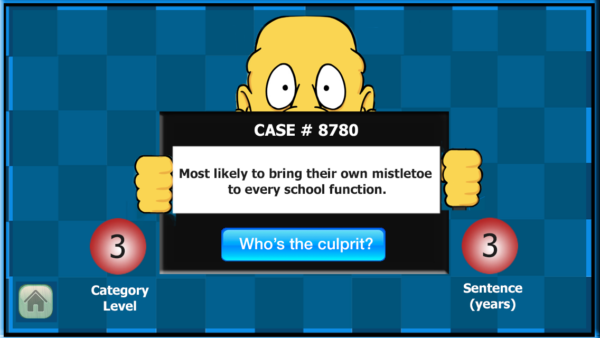 CASE # 8780
Most likely to bring their own mistletoe
to every school function.
Who's the culprit?
3
Category
Level
3
Sentence
(years)